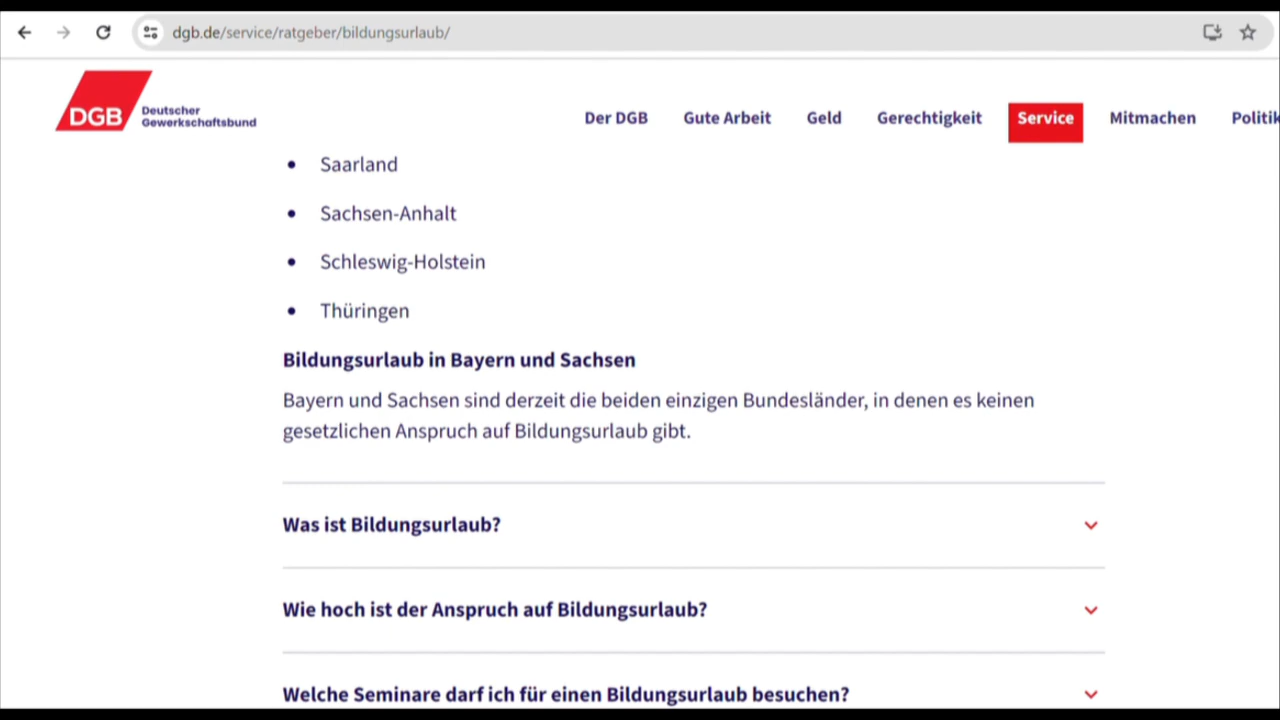 dgb.de/service/ratgeber/bildungsurlaub/
DGB
Deutscher
Gewerkschaftsbund
Der DGB Gute Arbeit Geld Gerechtigkeit Service Mitmachen Politik
• Saarland
• Sachsen-Anhalt
• Schleswig-Holstein
• Thüringen
Bildungsurlaub in Bayern und Sachsen
Bayern und Sachsen sind derzeit die beiden einzigen Bundesländer, in denen es keinen
gesetzlichen Anspruch auf Bildungsurlaub gibt.
Was ist Bildungsurlaub?
Wie hoch ist der Anspruch auf Bildungsurlaub?
Welche Seminare darf ich für einen Bildungsurlaub besuchen?